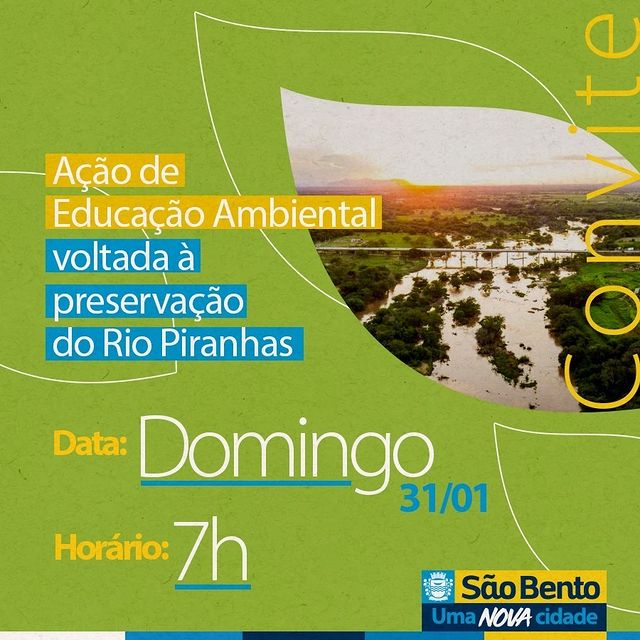 Convite
Ação de
Educação Ambiental
voltada à
preservação
do Rio Piranhas
Data: Domingo
31/01
Horário: 7h
São Bento
Uma NOVA cidade